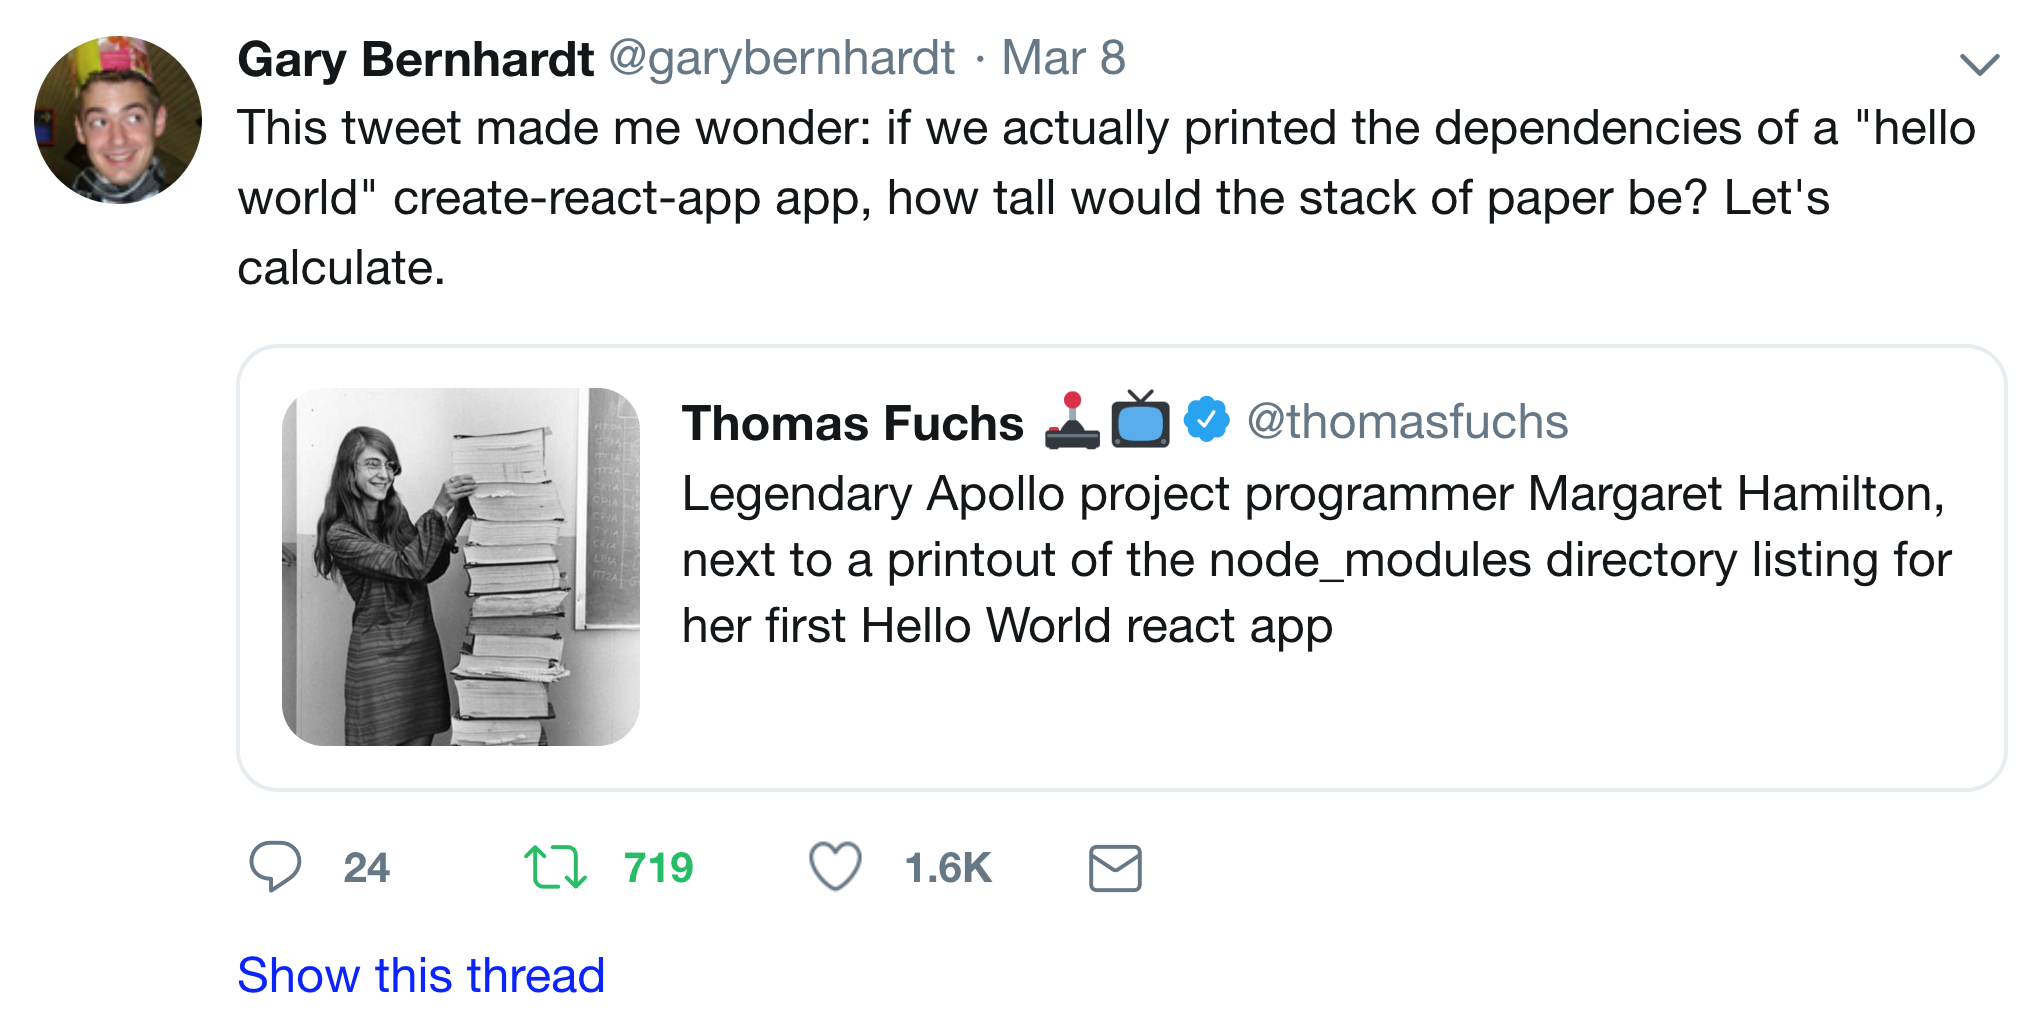 Gary Bernhardt @garybernhardt · Mar 8
This tweet made me wonder: if we actually printed the dependencies of a "hello
world" create-react-app app, how tall would the stack of paper be? Let's
calculate.
Thomas Fuchs 🕹️📺 @thomasfuchs
Legendary Apollo project programmer Margaret Hamilton,
next to a printout of the node_modules directory listing for
her first Hello World react app
24 719 1.6K
Show this thread